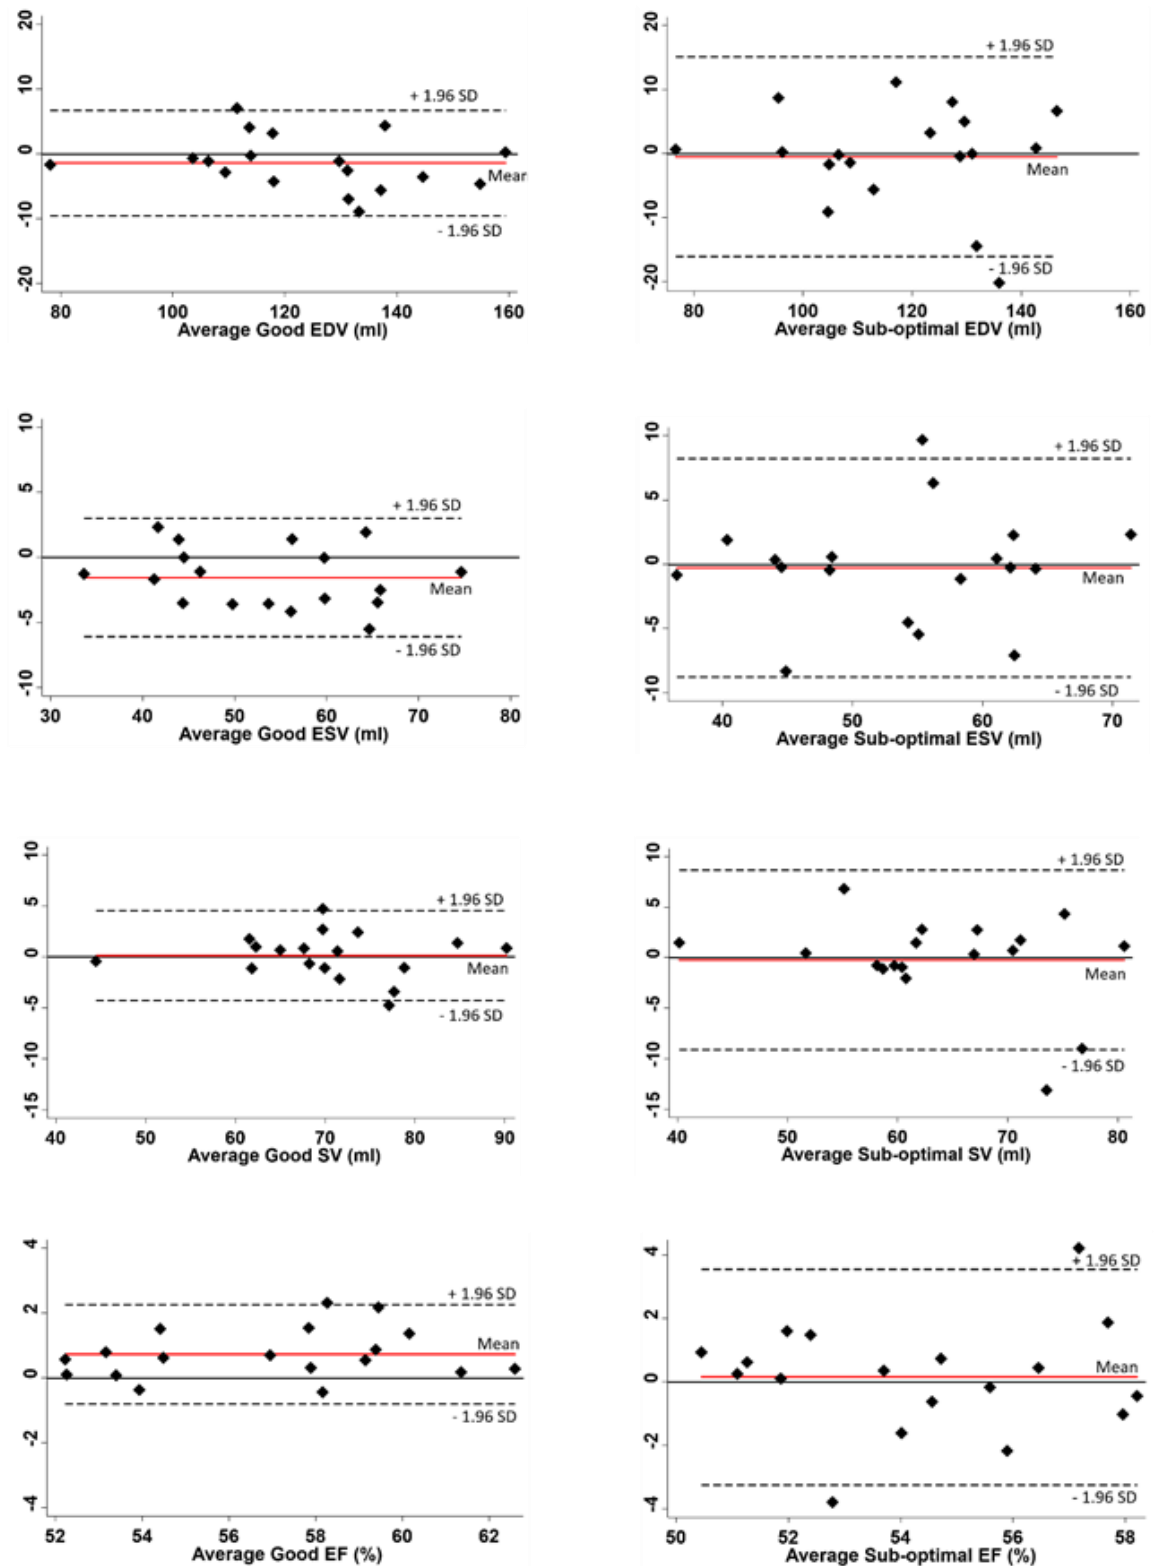 20
10
0
-10
-20
+ 1.96 SD
Mean
- 1.96 SD
80 100 120 140 160
Average Good EDV (ml)
20
10
0
-10
-20
+ 1.96 SD
Mean
- 1.96 SD
80 100 120 140 160
Average Sub-optimal EDV (ml)
10
5
0
-5
-10
+ 1.96 SD
Mean
- 1.96 SD
30 40 50 60 70 80
Average Good ESV (ml)
10
5
0
-5
-10
+ 1.96 SD
Mean
- 1.96 SD
40 50 60 70
Average Sub-optimal ESV (ml)
10
5
0
-5
-10
-15
+ 1.96 SD
Mean
- 1.96 SD
40 50 60 70 80 90
Average Good SV (ml)
10
5
0
-5
-10
-15
+ 1.96 SD
Mean
- 1.96 SD
40 50 60 70 80
Average Sub-optimal SV (ml)
4
2
0
-2
-4
+ 1.96 SD
Mean
- 1.96 SD
52 54 56 58 60 62
Average Good EF (%)
4
2
0
-2
-4
+ 1.96 SD
Mean
- 1.96 SD
50 52 54 56 58
Average Sub-optimal EF (%)